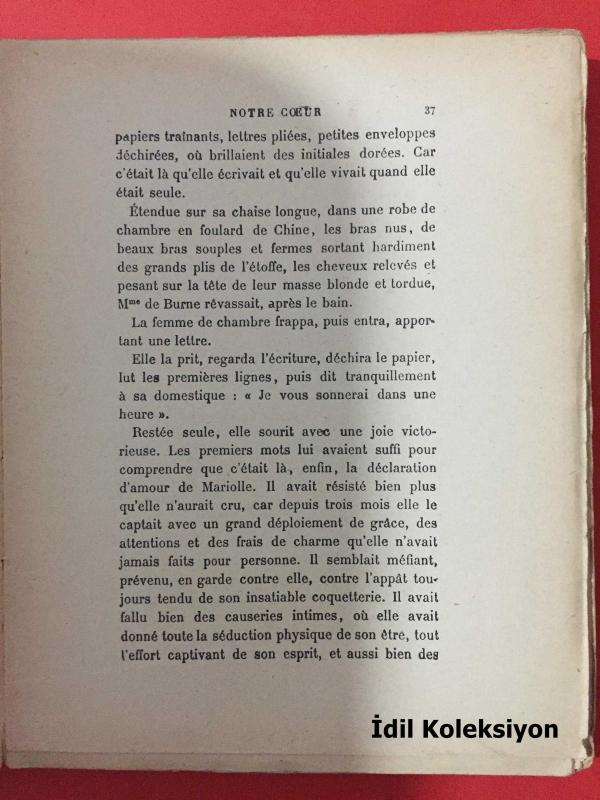 NOTRE CŒUR 37
papiers traînants, lettres pliées, petites enveloppes
déchirées, où brillaient des initiales dorées. Car
c'était là qu'elle écrivait et qu'elle vivait quand elle
était seule.
Étendue sur sa chaise longue, dans une robe de
chambre en foulard de Chine, les bras nus, de
beaux bras souples et fermes sortant hardiment
des grands plis de l'étoffe, les cheveux relevés et
pesant sur la tête de leur masse blonde et tordue,
Mme de Burne rêvassait, après le bain.
La femme de chambre frappa, puis entra, appor-
tant une lettre.
Elle la prit, regarda l'écriture, déchira le papier,
lut les premières lignes, puis dit tranquillement
à sa domestique : « Je vous sonnerai dans une
heure ».
Restée seule, elle sourit avec une joie victo-
rieuse. Les premiers mots lui avaient suffi pour
comprendre que c'était là, enfin, la déclaration
d'amour de Mariolle. Il avait résisté bien plus
qu'elle n'aurait cru, car depuis trois mois elle le
captait avec un grand déploiement de grâce, des
attentions et des frais de charme qu'elle n'avait
jamais faits pour personne. Il semblait méfiant,
prévenu, en garde contre elle, contre l'appât tou-
jours tendu de son insatiable coquetterie. Il avait
fallu bien des causeries intimes, où elle avait
donné toute la séduction physique de son être, tout
l'effort captivant de son esprit, et aussi bien des
İdil Koleksiyon